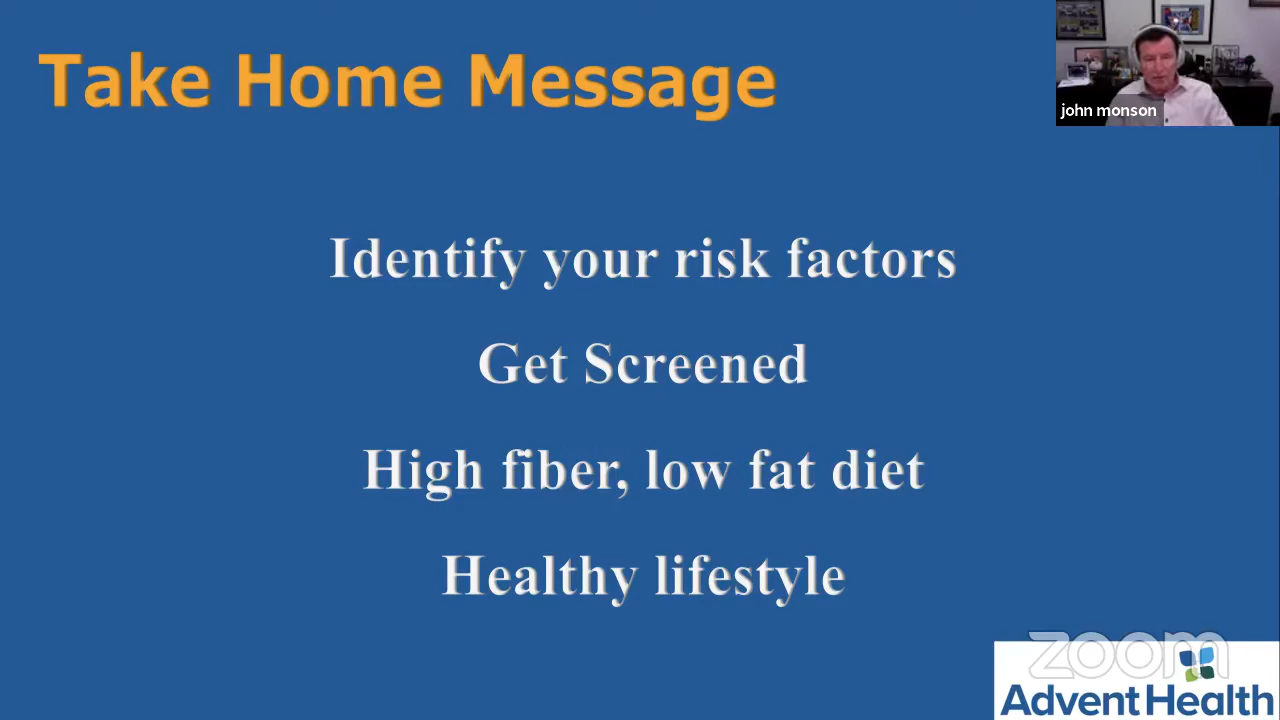 Take Home Message
john monson
Identify your risk factors
Get Screened
High fiber, low fat diet
Healthy lifestyle
zoom
AdventHealth